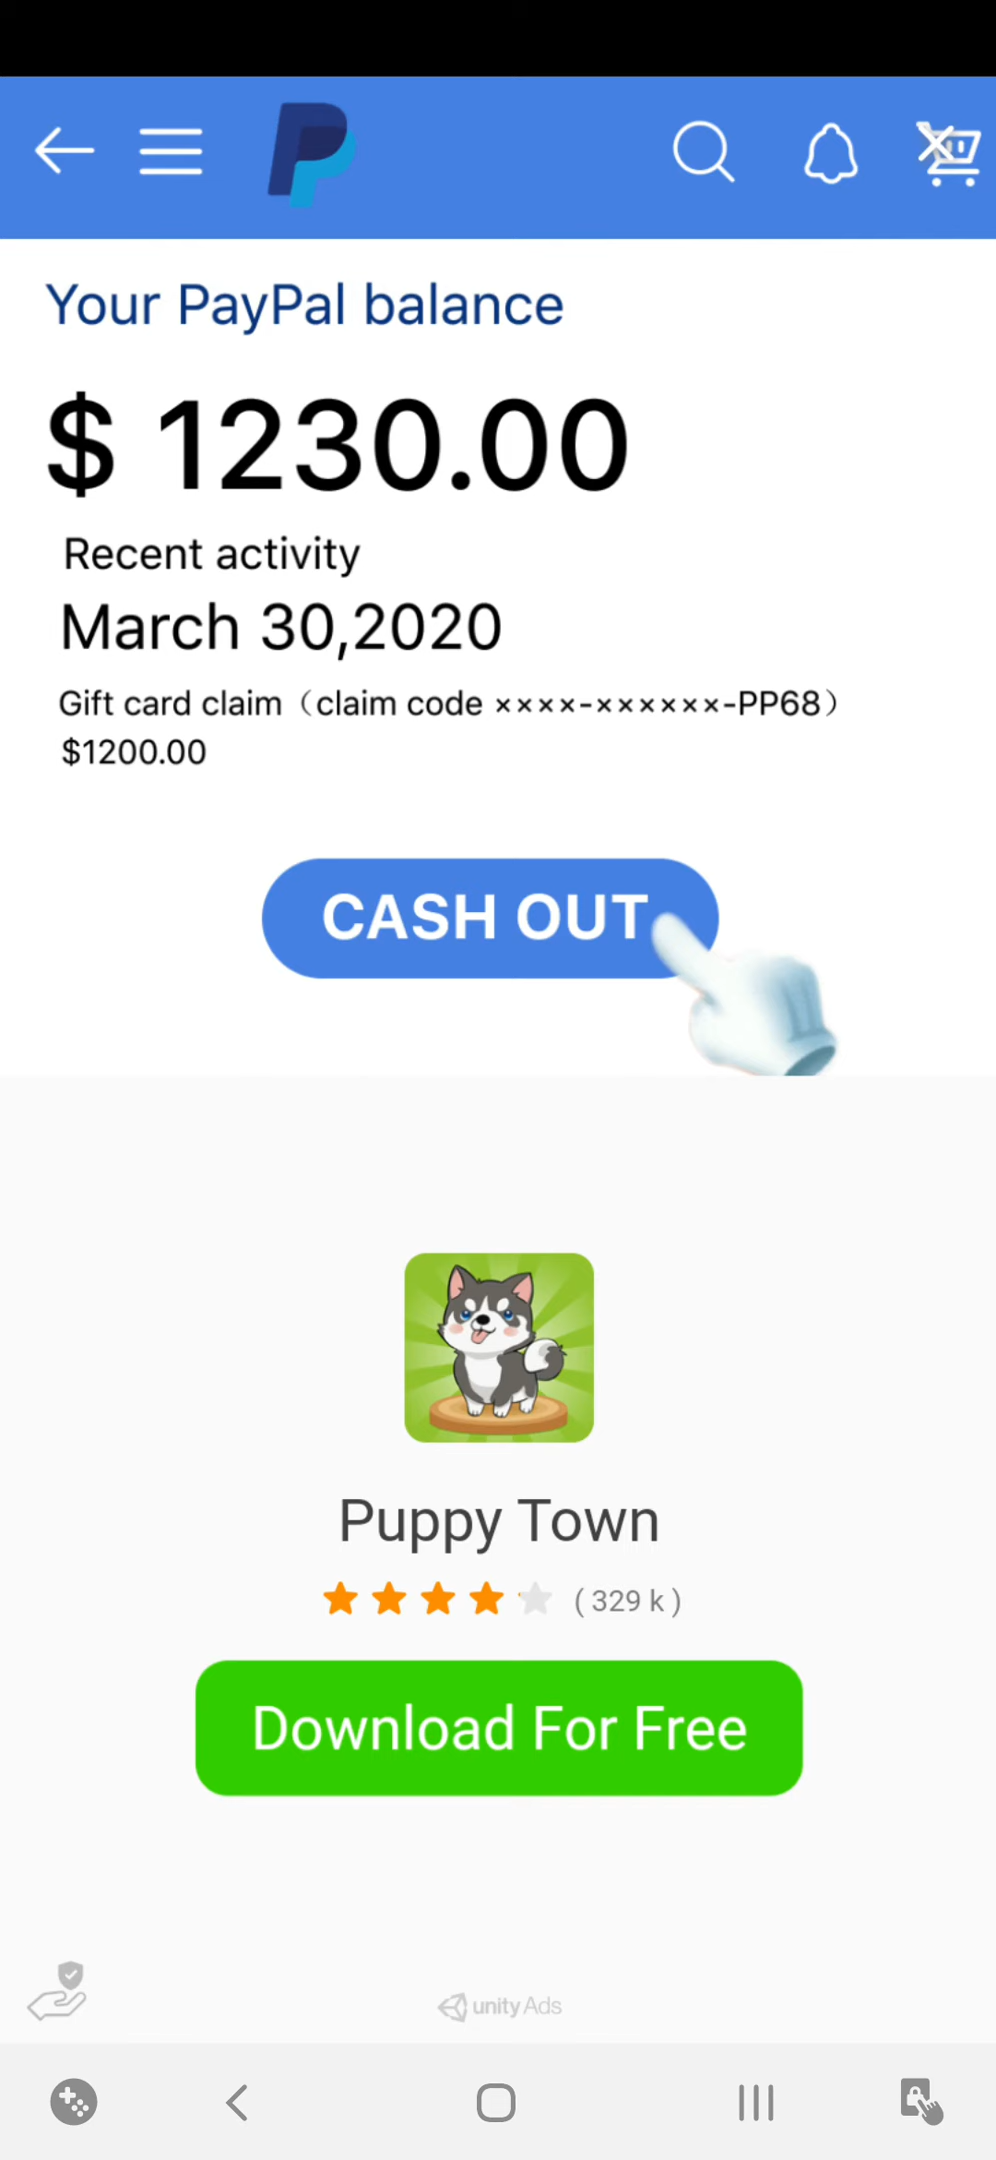 Your PayPal balance
$ 1230.00
Recent activity
March 30,2020
Gift card claim（claim code ××××-××××××-PP68）
$1200.00
CASH OUT
Puppy Town
( 329 k )
Download For Free
unity Ads